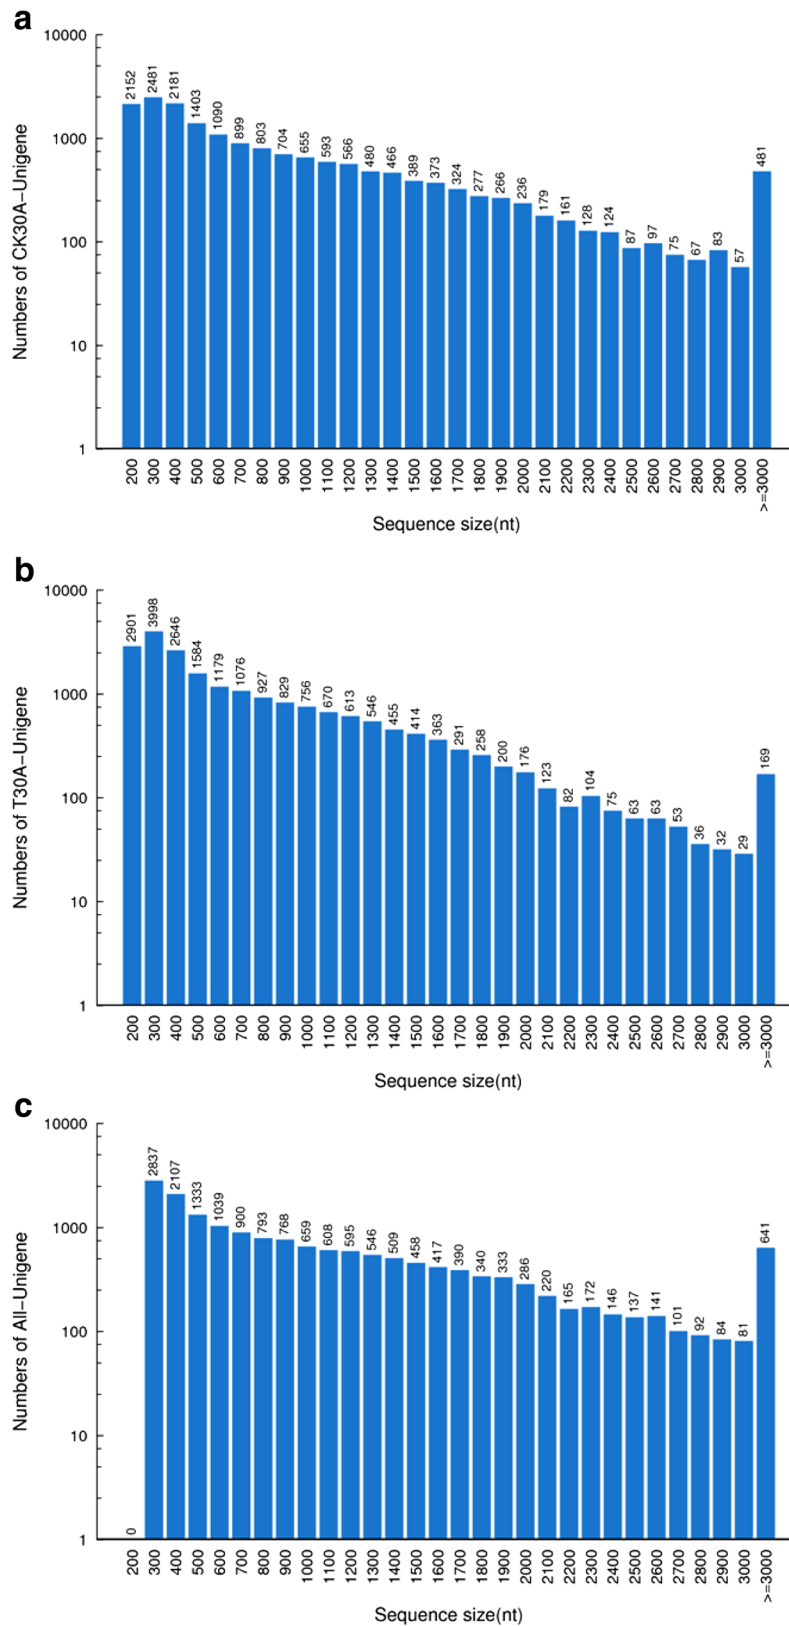 a
Numbers of CK30A−Unigene
10000
1000
100
10
1
2152 2481 2181 1403 1090 899 803 704 655 593 566 480 466 389 373 324 277 266 236 179 161 128 124 87 97 75 67 83 57 481
200 300 400 500 600 700 800 900 1000 1100 1200 1300 1400 1500 1600 1700 1800 1900 2000 2100 2200 2300 2400 2500 2600 2700 2800 2900 3000 >=3000
Sequence size(nt)
b
Numbers of T30A−Unigene
10000
1000
100
10
1
2901 3998 2646 1584 1179 1076 927 829 756 670 613 546 455 414 363 291 258 200 176 123 82 104 75 63 63 53 36 32 29 169
200 300 400 500 600 700 800 900 1000 1100 1200 1300 1400 1500 1600 1700 1800 1900 2000 2100 2200 2300 2400 2500 2600 2700 2800 2900 3000 >=3000
Sequence size(nt)
c
Numbers of All−Unigene
10000
1000
100
10
1
0 2837 2107 1333 1039 900 793 768 659 608 595 546 509 458 417 390 340 333 286 220 165 172 146 137 141 101 92 84 81 641
200 300 400 500 600 700 800 900 1000 1100 1200 1300 1400 1500 1600 1700 1800 1900 2000 2100 2200 2300 2400 2500 2600 2700 2800 2900 3000 >=3000
Sequence size(nt)